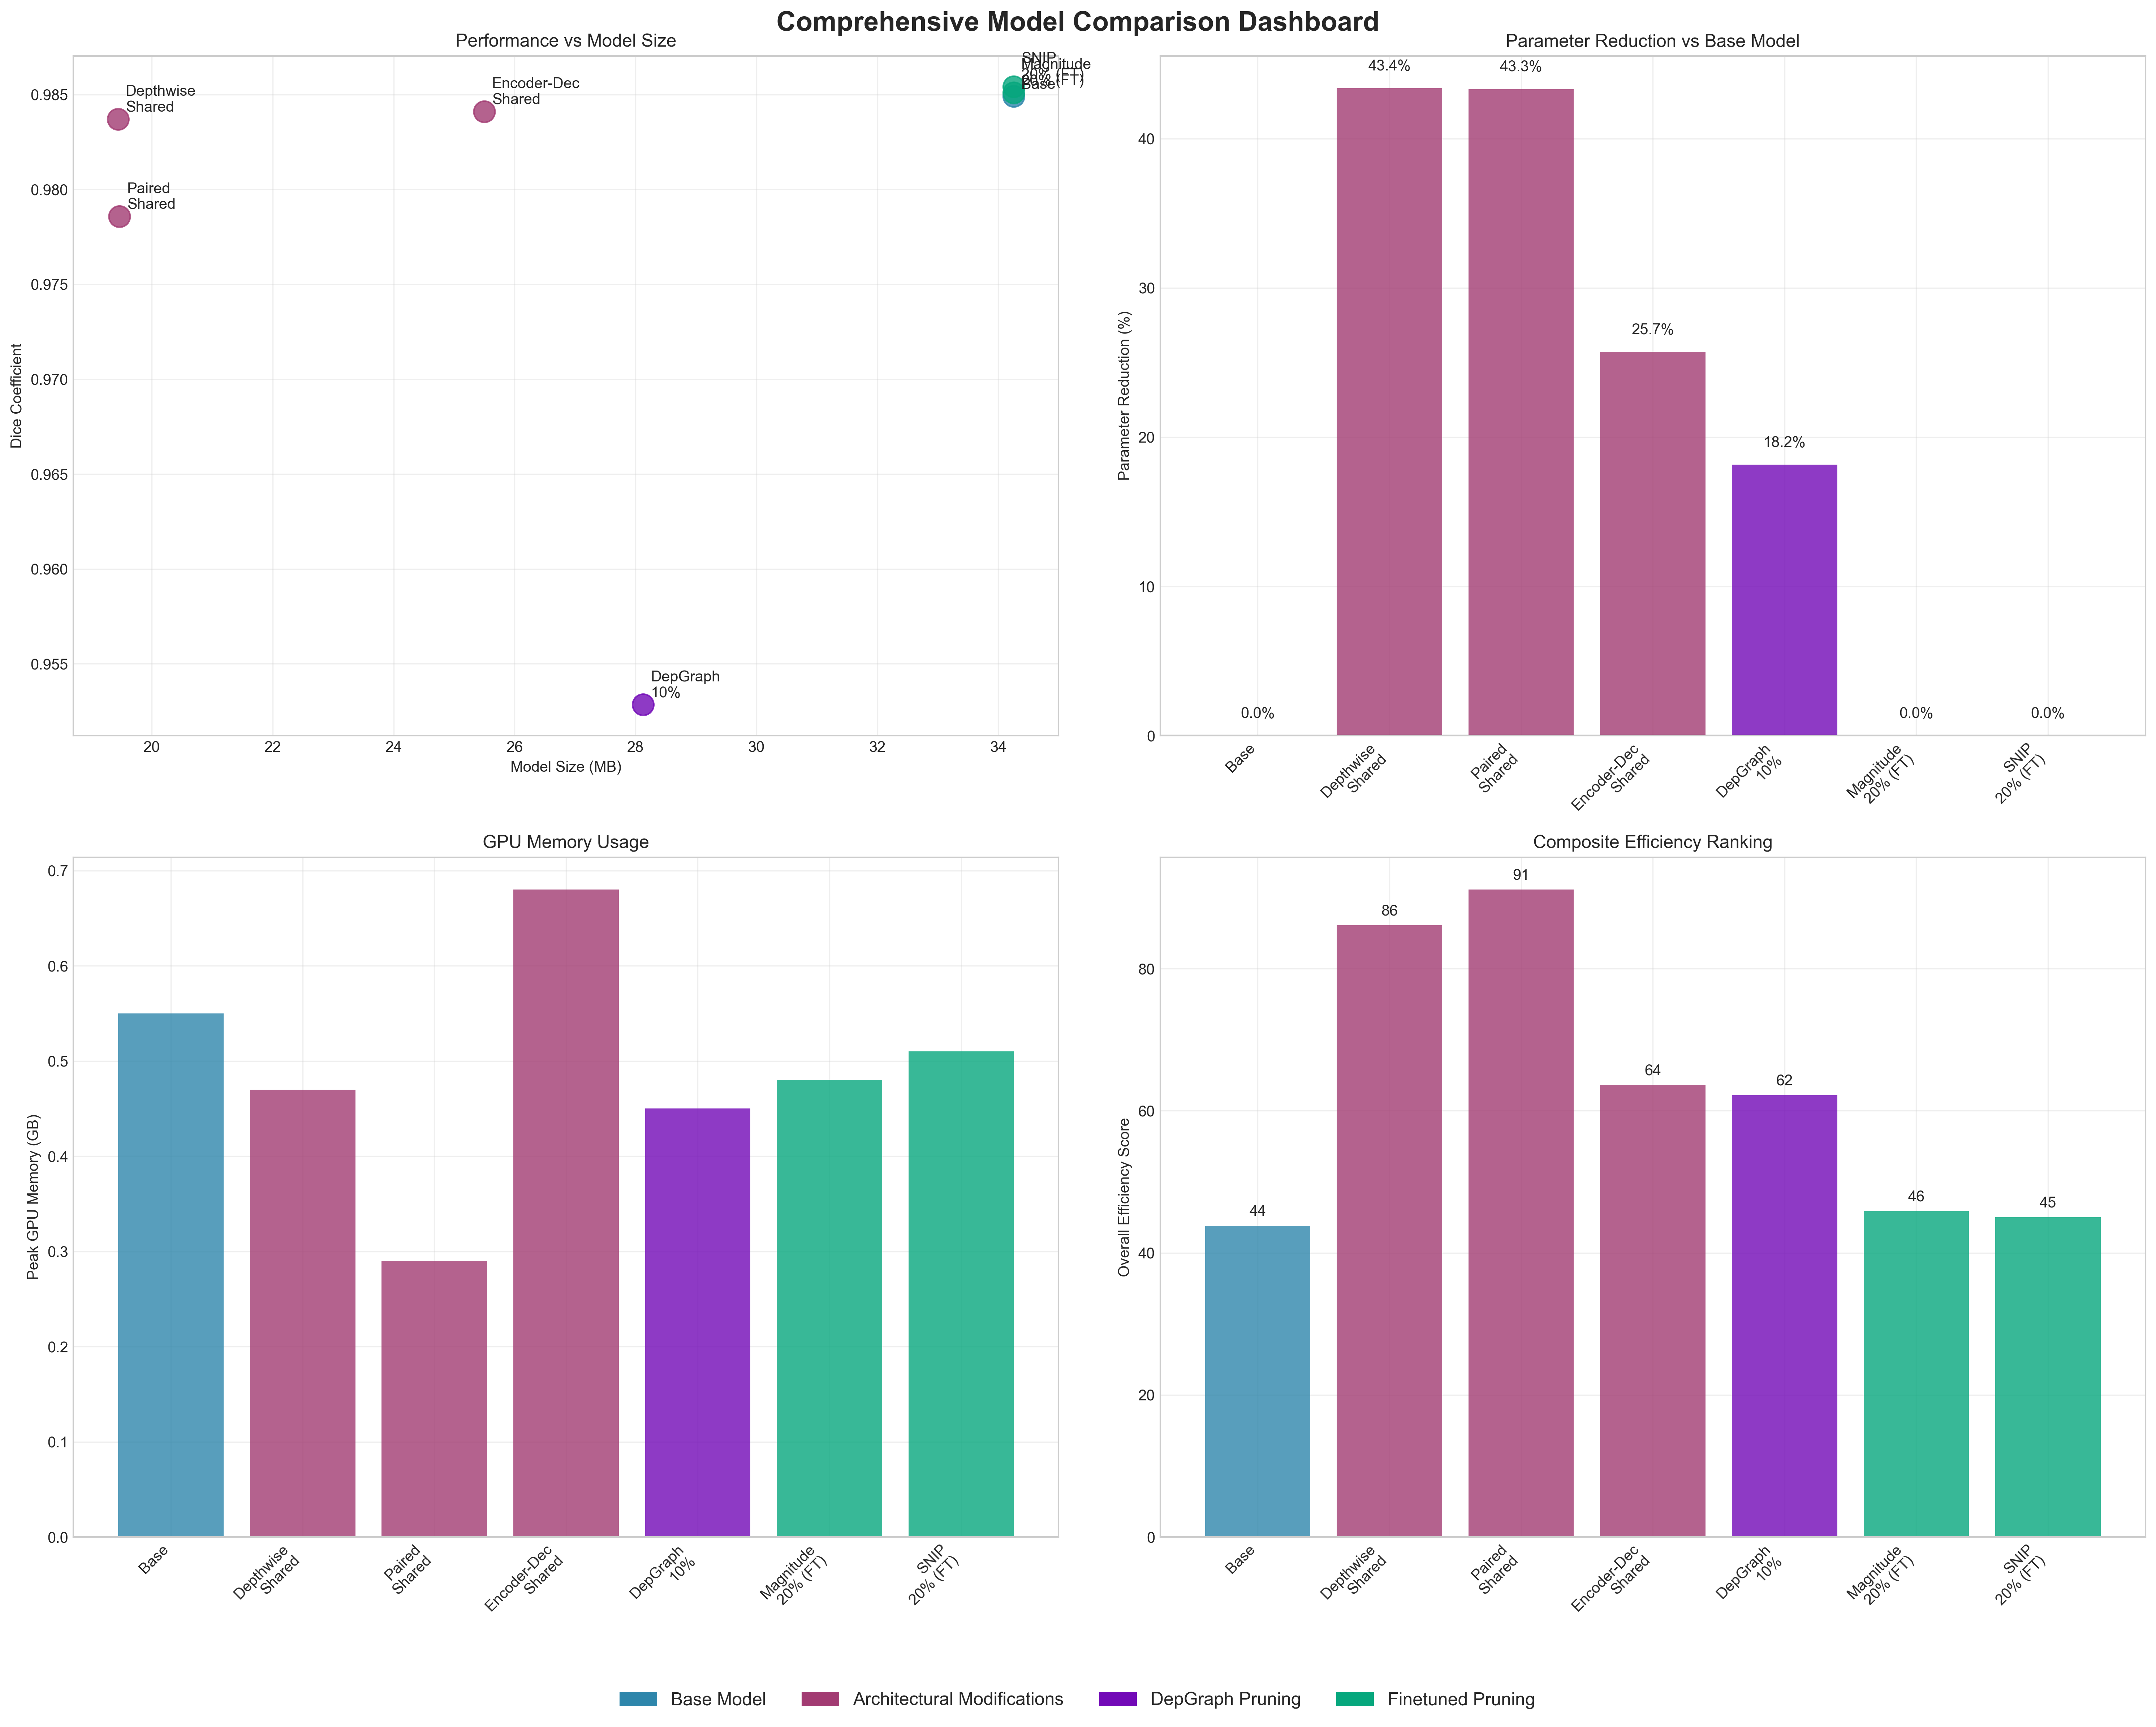 Comprehensive Model Comparison Dashboard
Performance vs Model Size
Dice Coefficient
0.985
0.980
0.975
0.970
0.965
0.960
0.955
Depthwise
Shared
Paired
Shared
Encoder-Dec
Shared
SNIP
20% (FT)
Magnitude
20% (FT)
Base
DepGraph
10%
20
22
24
26
28
30
32
34
Model Size (MB)
Parameter Reduction vs Base Model
Parameter Reduction (%)
40
30
20
10
0
0.0%
43.4%
43.3%
25.7%
18.2%
0.0%
0.0%
Base
Depthwise
Shared
Paired
Shared
Encoder-Dec
Shared
DepGraph
10%
Magnitude
20% (FT)
SNIP
20% (FT)
GPU Memory Usage
Peak GPU Memory (GB)
0.7
0.6
0.5
0.4
0.3
0.2
0.1
0.0
Base
Depthwise
Shared
Paired
Shared
Encoder-Dec
Shared
DepGraph
10%
Magnitude
20% (FT)
SNIP
20% (FT)
Composite Efficiency Ranking
Overall Efficiency Score
80
60
40
20
0
44
86
91
64
62
46
45
Base
Depthwise
Shared
Paired
Shared
Encoder-Dec
Shared
DepGraph
10%
Magnitude
20% (FT)
SNIP
20% (FT)
Base Model
Architectural Modifications
DepGraph Pruning
Finetuned Pruning